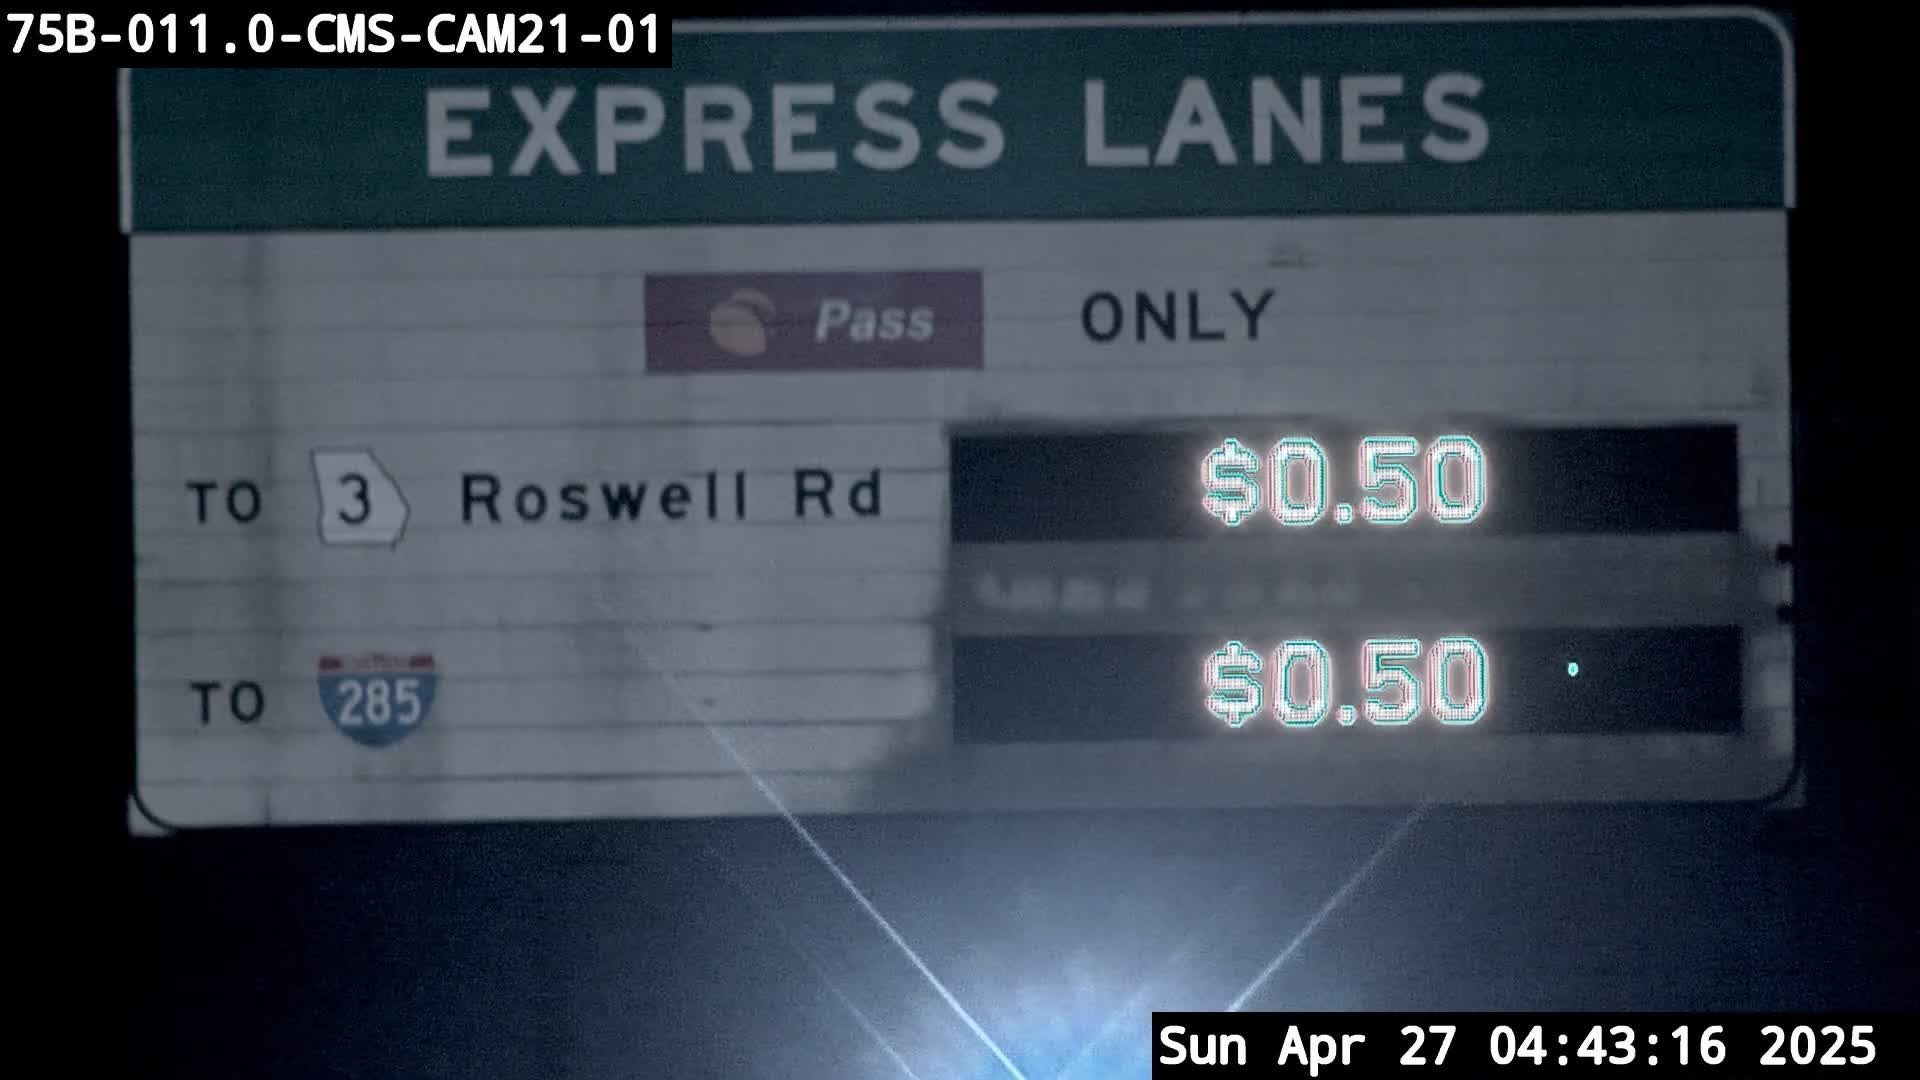 75B-011.0-CMS-CAM21-01
EXPRESS LANES
Pass ONLY
TO 3 Roswell Rd $0.50
TO 285 $0.50
Sun Apr 27 04:43:16 2025